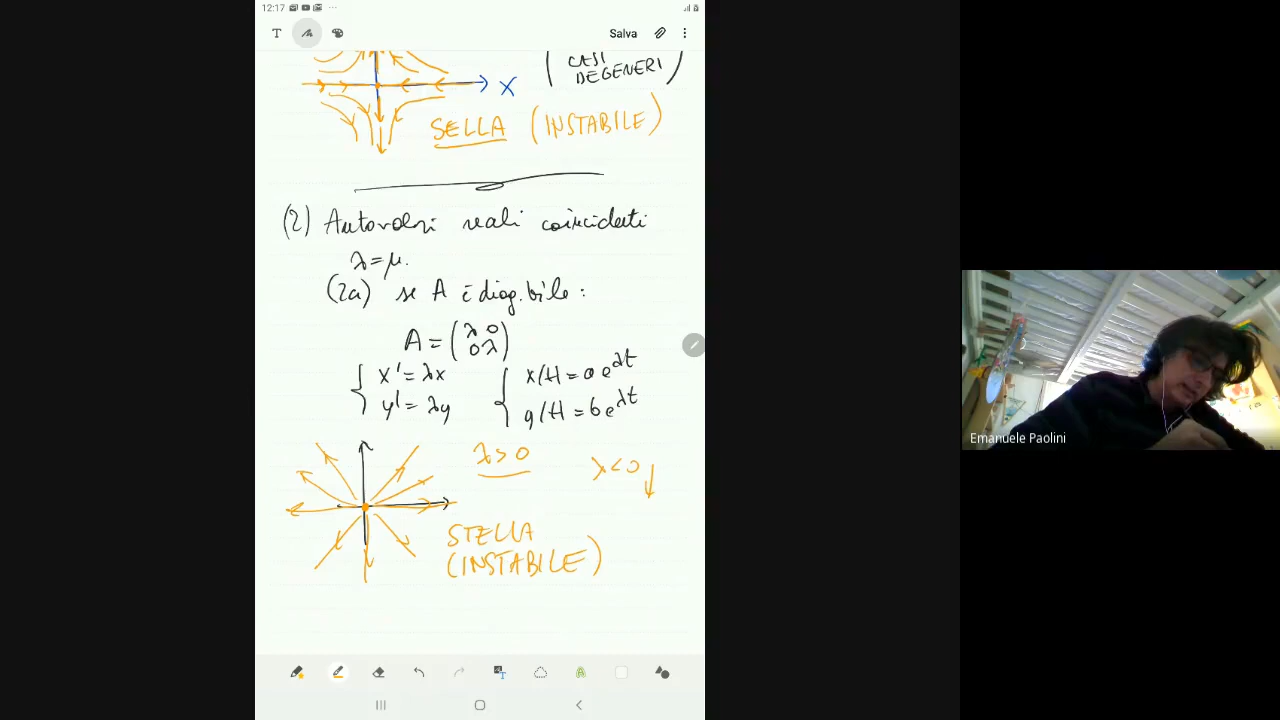 12:17
T
Salva
X
( CASI
DEGENERI )
SELLA (INSTABILE)
(2) Autovalori reali coincidenti
λ=μ.
(2a) se A è diag.bile:
A = (λ 0
0 λ)
{ x' = λx { x(t) = a e^λt
y' = λy y(t) = b e^λt
λ > 0 λ < 0 ↓
STELLA
(INSTABILE)
Emanuele Paolini